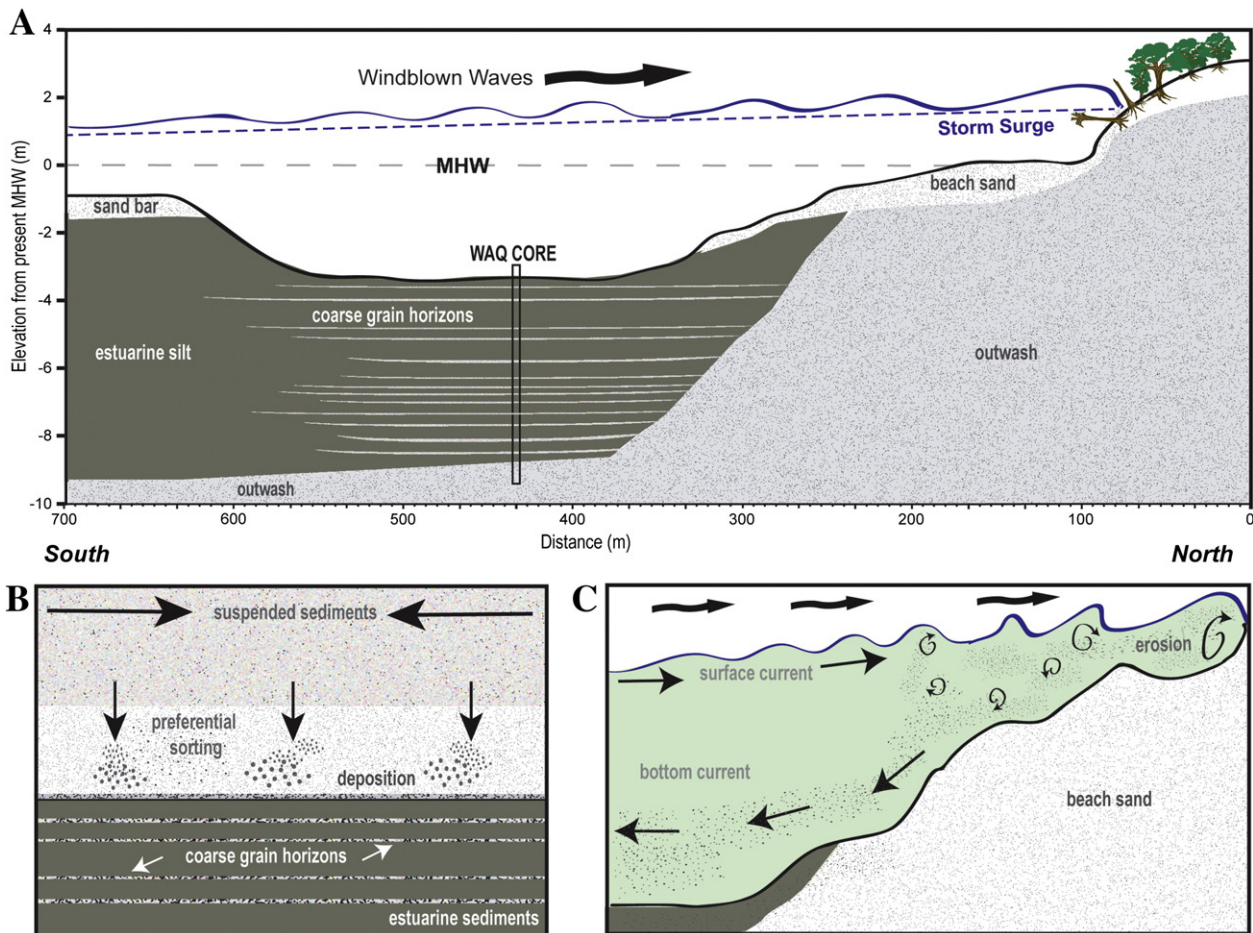 A
4
2
0
-2
-4
-6
-8
-10
Elevation from present MHW (m)
Windblown Waves
Storm Surge
MHW
sand bar
beach sand
WAQ CORE
coarse grain horizons
estuarine silt
outwash
outwash
700
600
500
400
300
200
100
0
South
Distance (m)
North
B
suspended sediments
preferential
sorting
deposition
coarse grain horizons
estuarine sediments
C
surface current
erosion
bottom current
beach sand